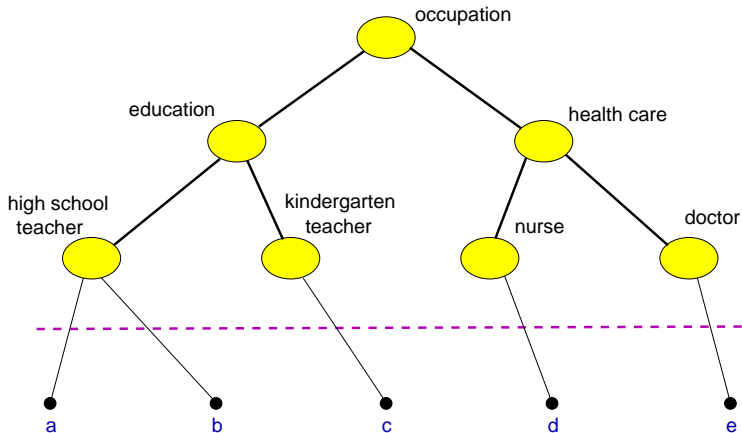 occupation
education
health care
high school
teacher
kindergarten
teacher
nurse
doctor
a
b
c
d
e